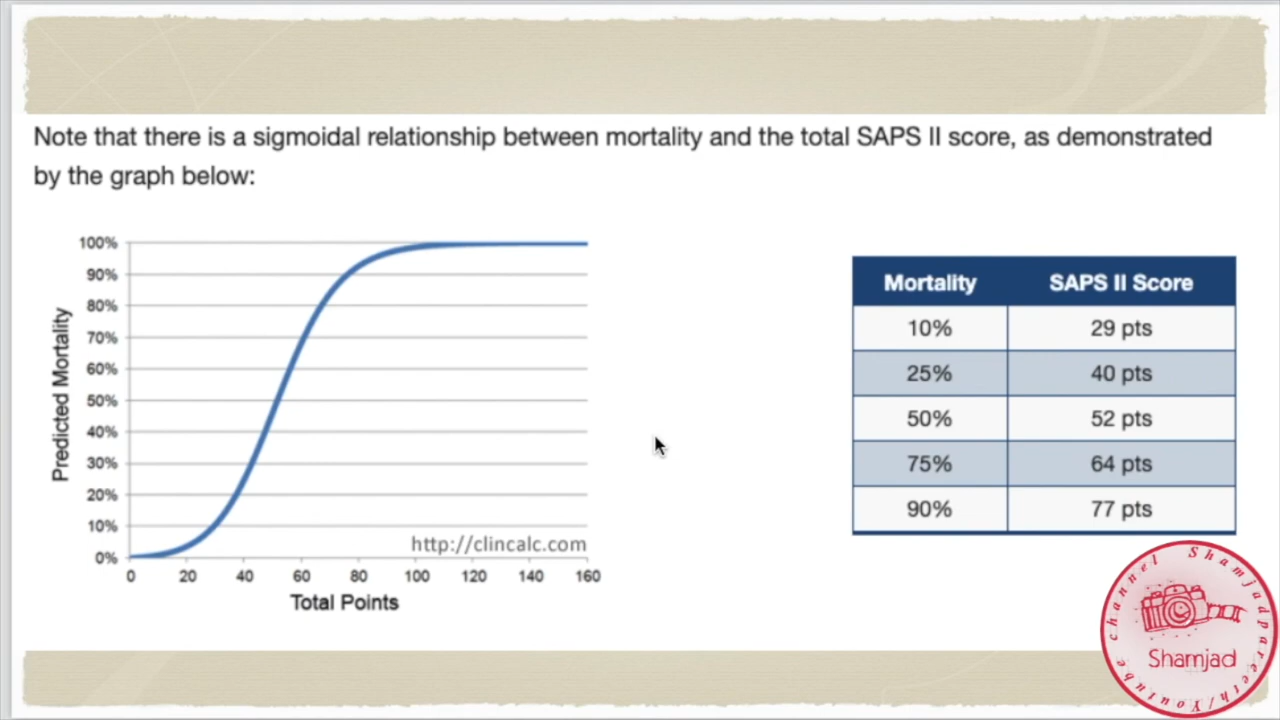 Note that there is a sigmoidal relationship between mortality and the total SAPS II score, as demonstrated
by the graph below:
100%
90%
80%
70%
60%
50%
40%
30%
20%
10%
0%
Predicted Mortality
http://clincalc.com
0 20 40 60 80 100 120 140 160
Total Points
Mortality SAPS II Score
10% 29 pts
25% 40 pts
50% 52 pts
75% 64 pts
90% 77 pts
Shamjadpareeth/Youtube channel
Shamjad